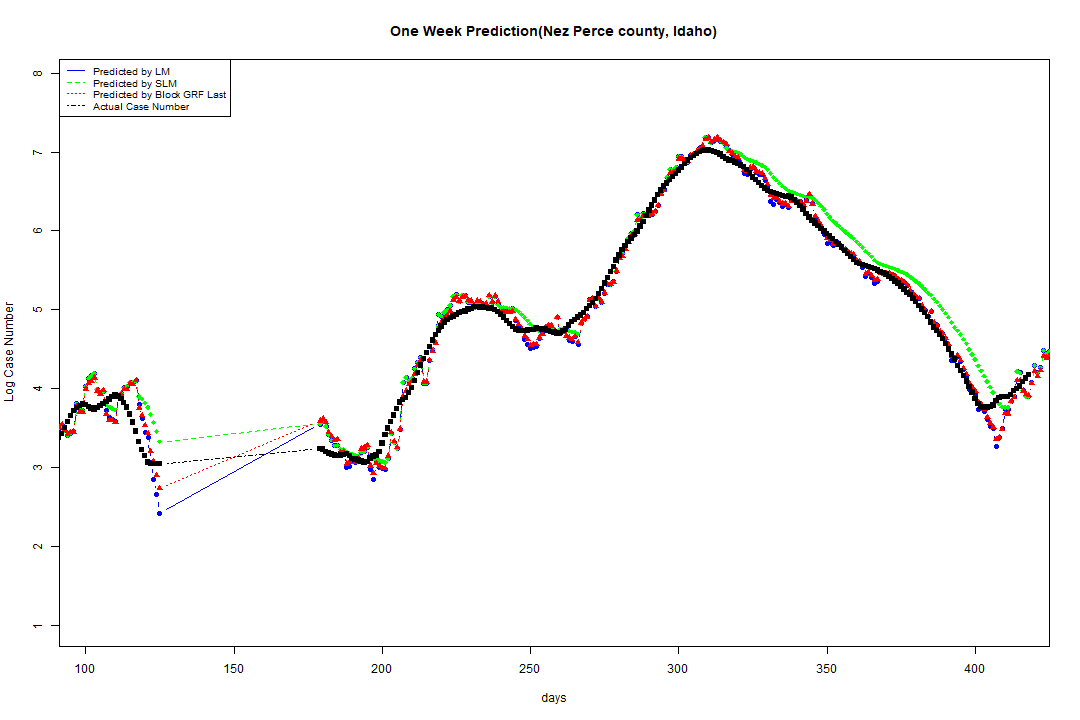 One Week Prediction(Nez Perce county, Idaho)
Predicted by LM
Predicted by SLM
Predicted by Block GRF Last
Actual Case Number
8
7
6
5
4
3
2
1
Log Case Number
100 150 200 250 300 350 400
days